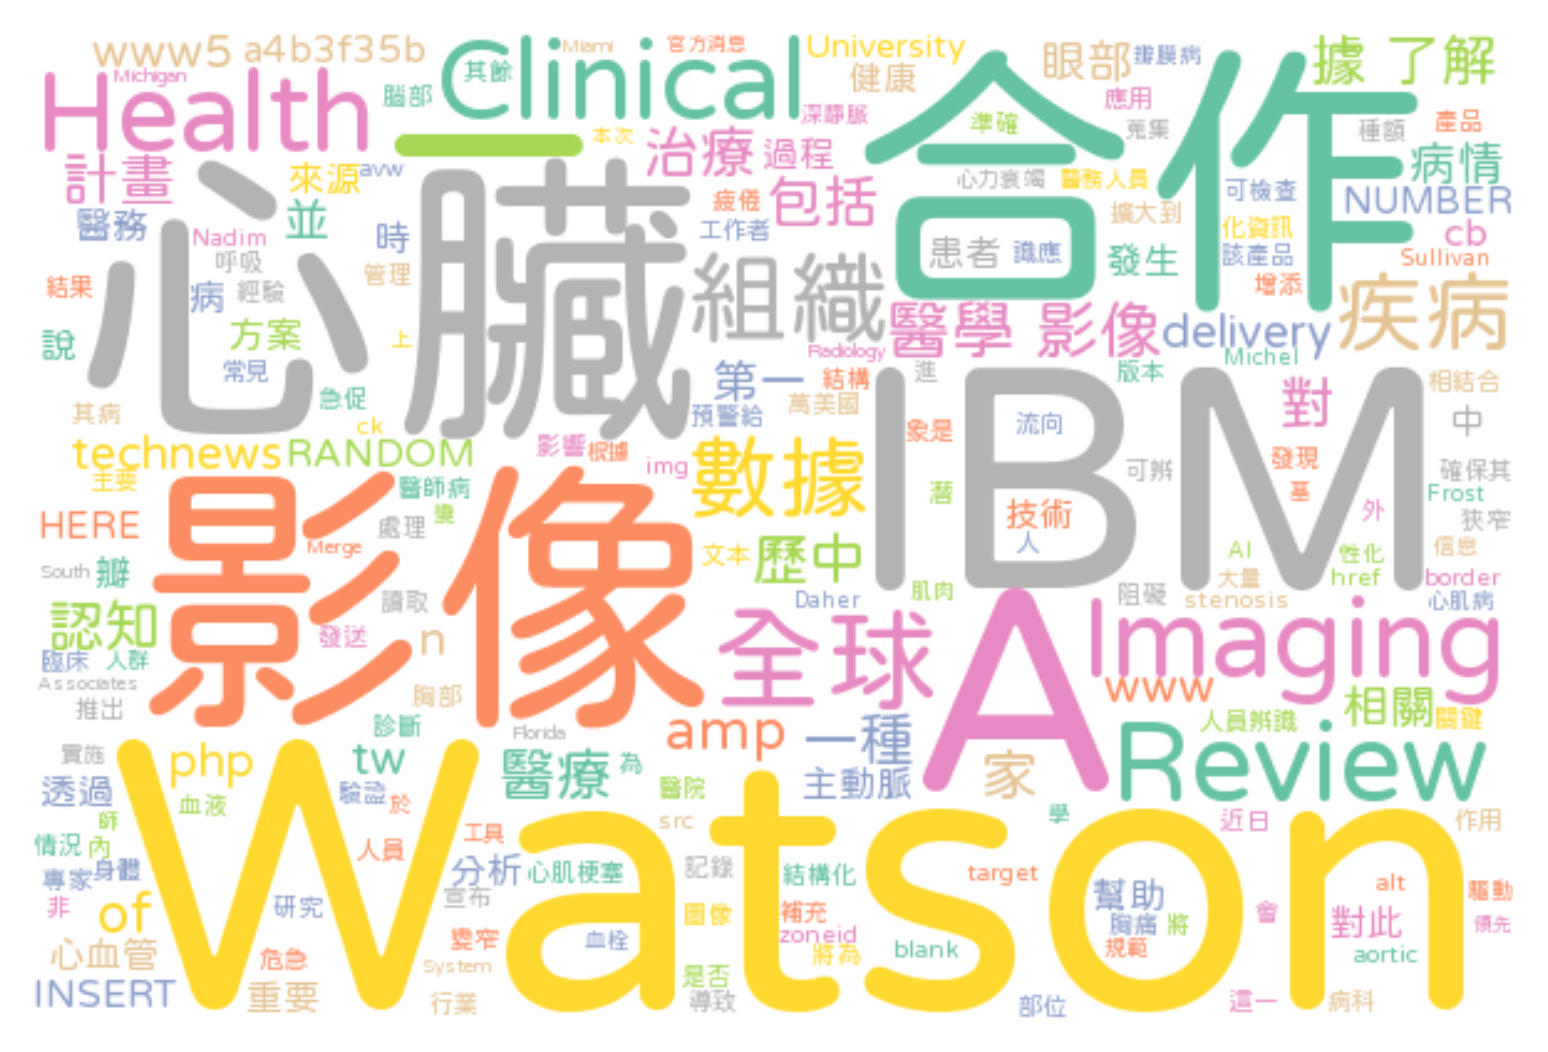 www5 a4b3f35b
Clinical
Miami
官方消息
University
眼部
瓣膜病
據 了解
Health
Michigan
其餘
腦部
健康
合作
應用
深靜脈
本次
準確
蒐集
種類
產品
計畫
來源
avw
治療
過程
心力衰竭
醫務人員
可檢查
病情
NUMBER
心臟
醫務
並
時
疲倦
包括
工作者
擴大到
化資訊
cb
Nadim
呼吸
管理
患者
識應
發生
該產品
Sullivan
結果
病
經驗
組織
增添
疾病
說
方案
上
Radiology
醫學 影像
delivery
Michel
常見
第一
結構
進
版本
相結合
急促
其病
ck
預警給
萬美國
IBM
對
中
technews
RANDOM
影響
根據
img
數據
象是
流向
可辨
發現
確保其
主要
醫師病
潛
基
Frost
HERE
影像
處理
變
技術
外
狹窄
Merge
文本
歷中
人
AI
性化
信息
South
瓣
大量
href
border
讀取
Daher
肌肉
阻礙
stenosis
心肌病
認知
發送
n
全球
A
Imaging
臨床
人群
Associates
胸部
www
推出
診斷
Florida
amp
一種
人員辨識
相關
關鍵
實施
Watson
php
tw
醫療
為
家
Review
透過
血液
驗證
於
醫院
主動脈
師
src
學
近日
作用
情況
內
人員
工具
專家
身體
分析
心肌梗塞
記錄
結構化
target
幫助
alt
驅動
非
of
研究
宣布
圖像
補充
胸痛
將
會
對此
領先
心血管
變窄
血栓
zoneid
將為
blank
規範
aortic
危急
System
是否
INSERT
重要
行業
導致
部位
這一
病科